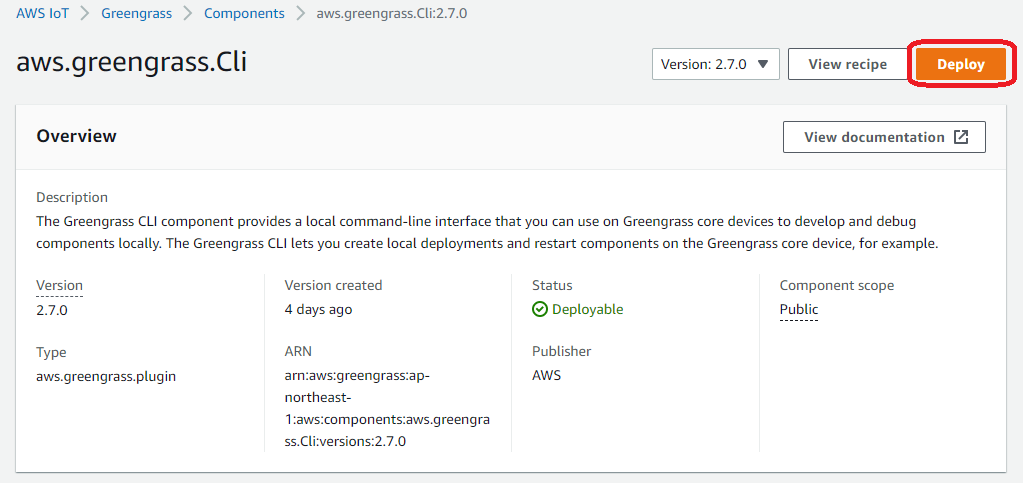 AWS IoT > Greengrass > Components > aws.greengrass.Cli:2.7.0
aws.greengrass.Cli
Version: 2.7.0
View recipe
Deploy
Overview
View documentation
Description
The Greengrass CLI component provides a local command-line interface that you can use on Greengrass core devices to develop and debug
components locally. The Greengrass CLI lets you create local deployments and restart components on the Greengrass core device, for example.
Version
2.7.0
Version created
4 days ago
Status
Deployable
Component scope
Public
Type
aws.greengrass.plugin
ARN
arn:aws:greengrass:ap-
northeast-
1:aws:components:aws.greengra
ss.Cli:versions:2.7.0
Publisher
AWS